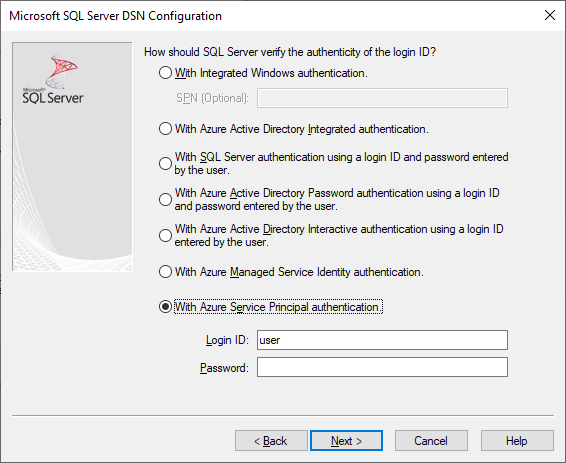 Microsoft SQL Server DSN Configuration
How should SQL Server verify the authenticity of the login ID?
With Integrated Windows authentication.
SPN (Optional):
Microsoft
SQL Server
With Azure Active Directory Integrated authentication.
With SQL Server authentication using a login ID and password entered
by the user.
With Azure Active Directory Password authentication using a login ID
and password entered by the user.
With Azure Active Directory Interactive authentication using a login ID
entered by the user.
With Azure Managed Service Identity authentication.
With Azure Service Principal authentication.
Login ID: user
Password:
< Back Next > Cancel Help